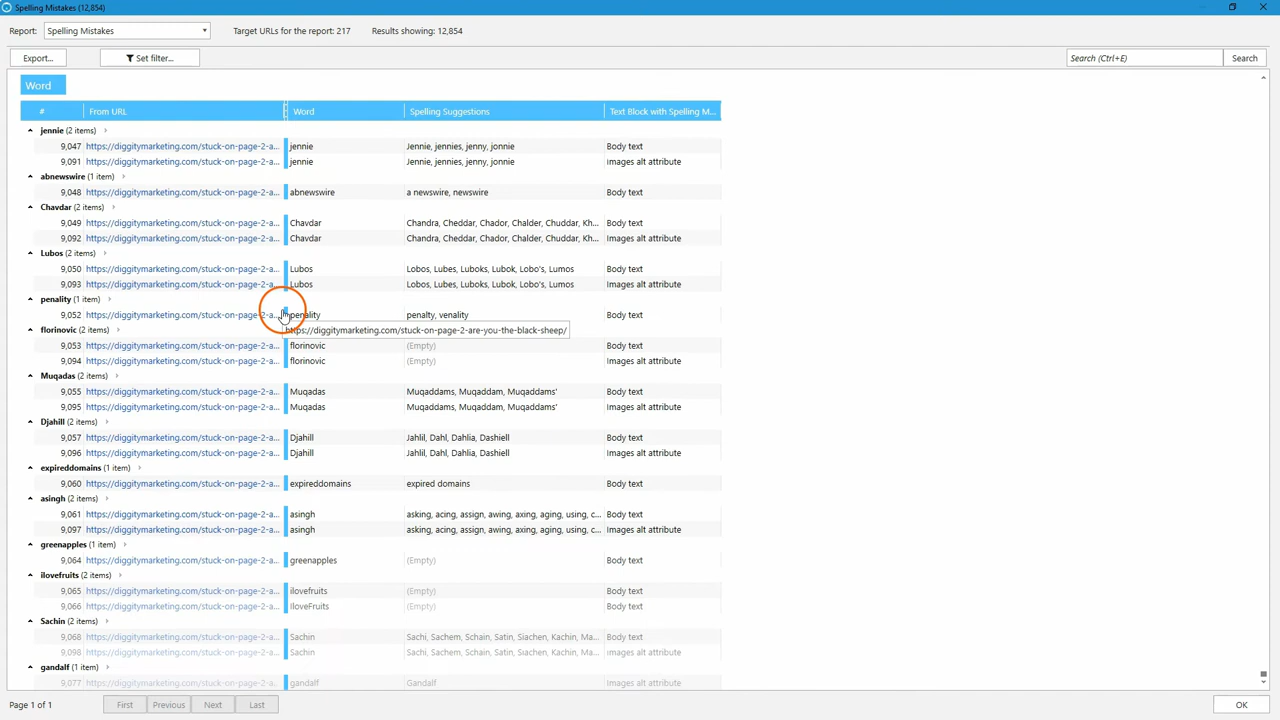 Spelling Mistakes (12,854)
Report: Spelling Mistakes Target URLs for the report: 217 Results showing: 12,854
Export... Set filter... Search (Ctrl+E) Search
Word
# From URL Word Spelling Suggestions Text Block with Spelling M...
jennie (2 items)
9,047 https://diggitymarketing.com/stuck-on-page-2-a... jennie Jennie, jennies, jenny, jonnie Body text
9,091 https://diggitymarketing.com/stuck-on-page-2-a... jennie Jennie, jennies, jenny, jonnie Images alt attribute
abnewswire (1 item)
9,048 https://diggitymarketing.com/stuck-on-page-2-a... abnewswire a newswire, newswire Body text
Chavdar (2 items)
9,049 https://diggitymarketing.com/stuck-on-page-2-a... Chavdar Chandra, Cheddar, Chador, Chalder, Chuddar, Kh... Body text
9,092 https://diggitymarketing.com/stuck-on-page-2-a... Chavdar Chandra, Cheddar, Chador, Chalder, Chuddar, Kh... Images alt attribute
Lubos (2 items)
9,050 https://diggitymarketing.com/stuck-on-page-2-a... Lubos Lobos, Lubes, Luboks, Lubok, Lobo's, Lumos Body text
9,093 https://diggitymarketing.com/stuck-on-page-2-a... Lubos Lobos, Lubes, Luboks, Lubok, Lobo's, Lumos Images alt attribute
penality (1 item)
9,052 https://diggitymarketing.com/stuck-on-page-2-a... penality penalty, venality Body text
https://diggitymarketing.com/stuck-on-page-2-are-you-the-black-sheep/
florinovic (2 items)
9,053 https://diggitymarketing.com/stuck-on-page-2-a... florinovic (Empty) Body text
9,094 https://diggitymarketing.com/stuck-on-page-2-a... florinovic (Empty) Images alt attribute
Muqadas (2 items)
9,055 https://diggitymarketing.com/stuck-on-page-2-a... Muqadas Muqaddams, Muqaddam, Muqaddams' Body text
9,095 https://diggitymarketing.com/stuck-on-page-2-a... Muqadas Muqaddams, Muqaddam, Muqaddams' Images alt attribute
Djahill (2 items)
9,057 https://diggitymarketing.com/stuck-on-page-2-a... Djahill Jahlil, Dahl, Dahlia, Dashiell Body text
9,096 https://diggitymarketing.com/stuck-on-page-2-a... Djahill Jahlil, Dahl, Dahlia, Dashiell Images alt attribute
expireddomains (1 item)
9,060 https://diggitymarketing.com/stuck-on-page-2-a... expireddomains expired domains Body text
asingh (2 items)
9,061 https://diggitymarketing.com/stuck-on-page-2-a... asingh asking, acing, assign, awing, axing, aging, using, c... Body text
9,097 https://diggitymarketing.com/stuck-on-page-2-a... asingh asking, acing, assign, awing, axing, aging, using, c... Images alt attribute
greenapples (1 item)
9,064 https://diggitymarketing.com/stuck-on-page-2-a... greenapples (Empty) Body text
ilovefruits (2 items)
9,065 https://diggitymarketing.com/stuck-on-page-2-a... ilovefruits (Empty) Body text
9,066 https://diggitymarketing.com/stuck-on-page-2-a... IloveFruits (Empty) Body text
Sachin (2 items)
9,068 https://diggitymarketing.com/stuck-on-page-2-a... Sachin Sachi, Sachem, Schain, Satin, Siachen, Kachin, Ma... Body text
9,098 https://diggitymarketing.com/stuck-on-page-2-a... Sachin Sachi, Sachem, Schain, Satin, Siachen, Kachin, Ma... Images alt attribute
gandalf (1 item)
9,077 https://diggitymarketing.com/stuck-on-page-2-a... gandalf Gandalf Images alt attribute
Page 1 of 1 First Previous Next Last OK